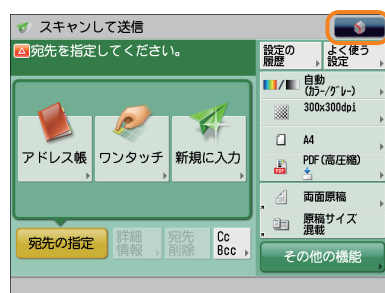 スキャンして送信
宛先を指定してください。
設定の
履歴
よく使う
設定
自動
(ｶﾗｰ/ｸﾞﾚｰ)
300x300dpi
A4
PDF(高圧縮)
両面原稿
原稿サイズ
混載
その他の機能
アドレス帳
ワンタッチ
新規に入力
宛先の指定
詳細
情報
宛先
削除
Cc
Bcc